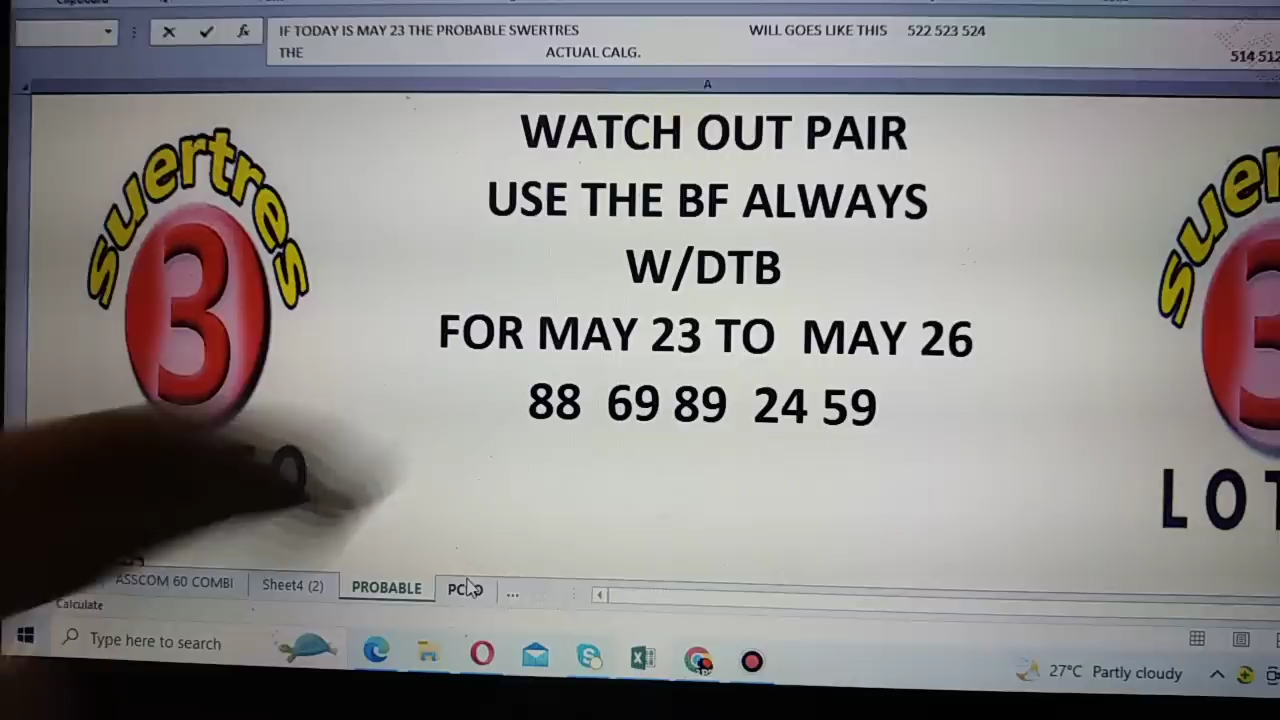 IF TODAY IS MAY 23 THE PROBABLE SWERTRES WILL GOES LIKE THIS 522 523 524
THE ACTUAL CALG. 514 512
A
suertres
3
WATCH OUT PAIR
USE THE BF ALWAYS
W/DTB
FOR MAY 23 TO MAY 26
88 69 89 24 59
suer
3
LOT
ASSCOM 60 COMBI Sheet4 (2) PROBABLE ...
Calculate
Type here to search
27°C Partly cloudy